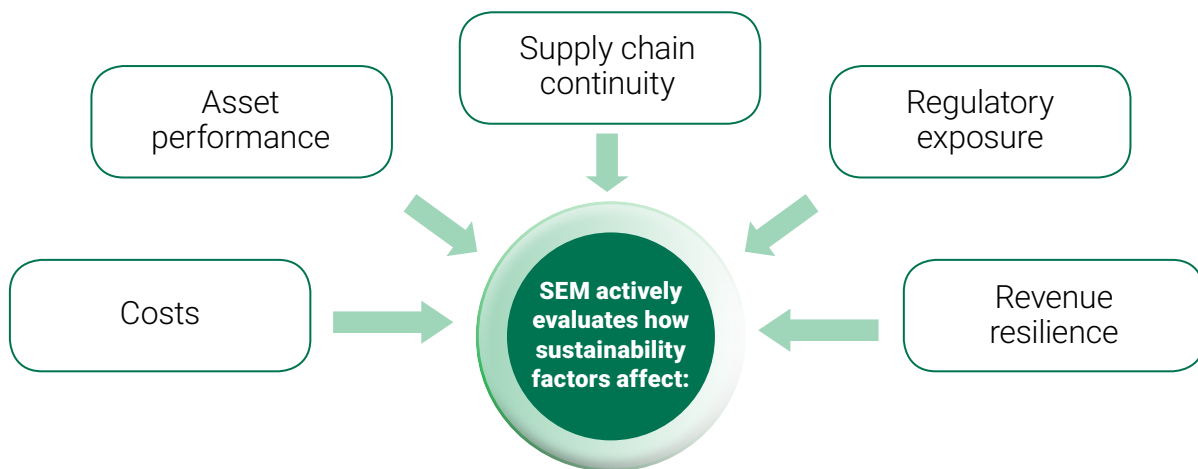 Supply chain
continuity
Asset
performance
Regulatory
exposure
Costs
SEM actively
evaluates how
sustainability
factors affect:
Revenue
resilience